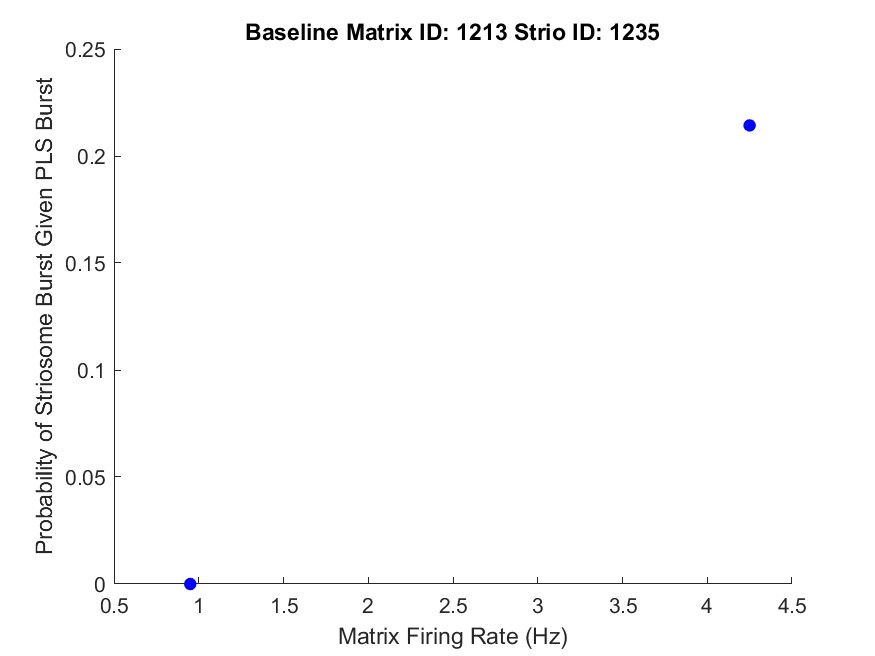 Baseline Matrix ID: 1213 Strio ID: 1235
Probability of Striosome Burst Given PLS Burst
0.25
0.2
0.15
0.1
0.05
0
0.5 1 1.5 2 2.5 3 3.5 4 4.5
Matrix Firing Rate (Hz)